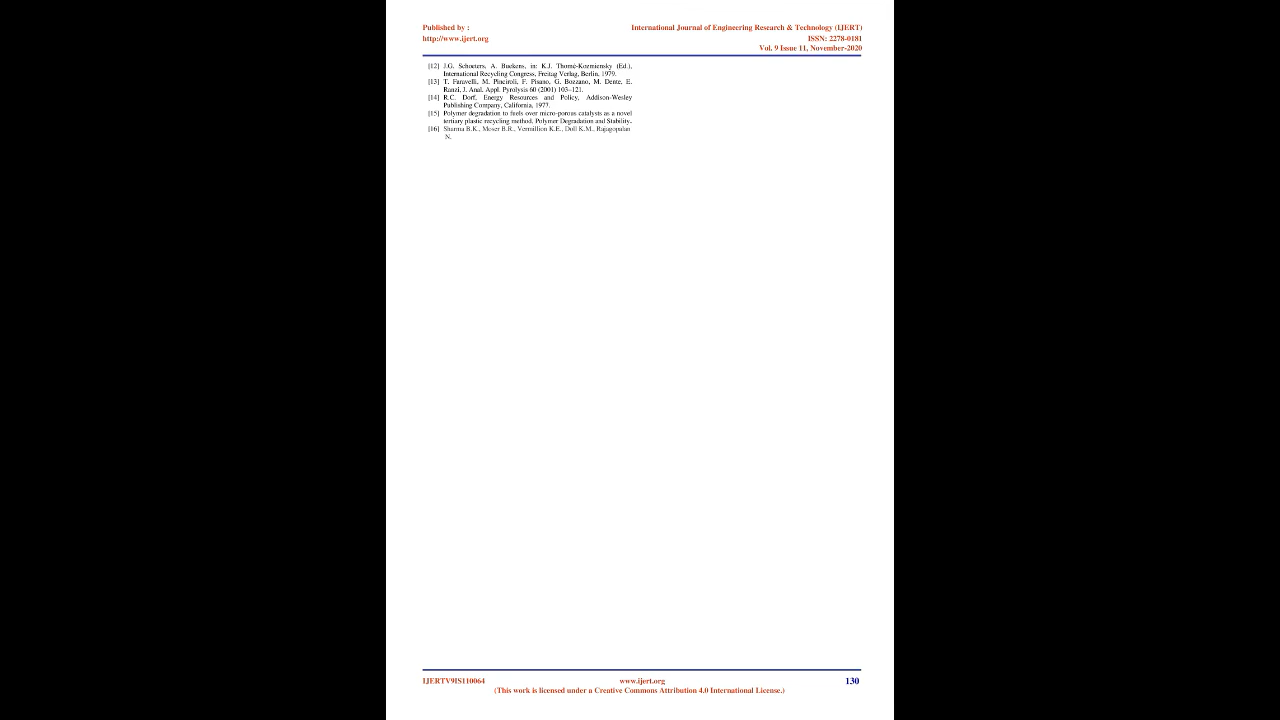 Published by :
International Journal of Engineering Research & Technology (IJERT)
http://www.ijert.org
ISSN: 2278-0181
Vol. 9 Issue 11, November-2020
[12] J.G. Schoeters, A. Buekens, in: K.J. Thomé-Kozmiensky (Ed.),
International Recycling Congress, Freitag Verlag, Berlin, 1979.
[13] T. Faravelli, M. Pinciroli, F. Pisano, G. Bozzano, M. Dente, E.
Ranzi, J. Anal. Appl. Pyrolysis 60 (2001) 103–121.
[14] R.C. Dorf, Energy Resources and Policy, Addison-Wesley
Publishing Company, California, 1977.
[15] Polymer degradation to fuels over micro-porous catalysts as a novel
tertiary plastic recycling method. Polymer Degradation and Stability.
[16] Sharma B.K., Moser B.R., Vermillion K.E., Doll K.M., Rajagopalan
N.
IJERTV9IS110064
www.ijert.org
130
(This work is licensed under a Creative Commons Attribution 4.0 International License.)